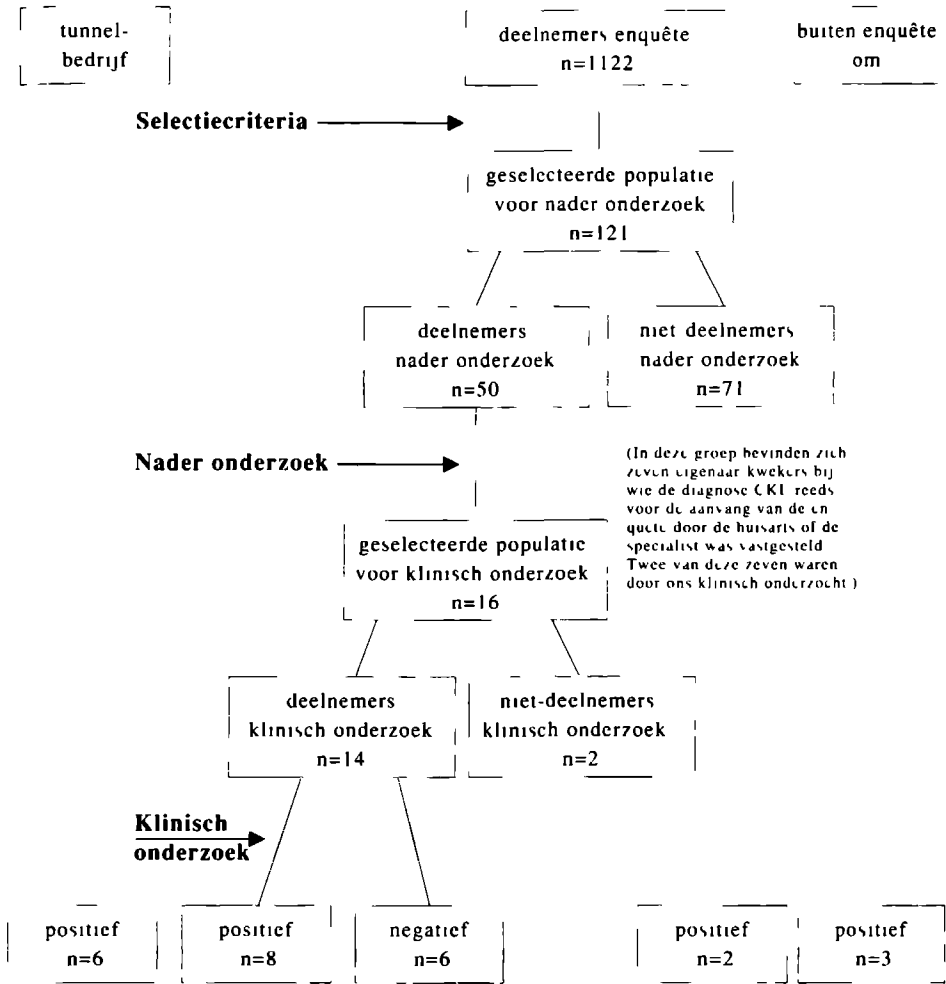 tunnel-
bedrijf
deelnemers enquête
n=1122
buiten enquête
om
Selectiecriteria
geselecteerde populatie
voor nader onderzoek
n=121
deelnemers
nader onderzoek
n=50
niet deelnemers
nader onderzoek
n=71
Nader onderzoek
(In deze groep bevinden zich
zeven eigenaar kwekers bij
wie de diagnose CKL reeds
voor de aanvang van de en
quete door de huisarts of de
specialist was vastgesteld
Twee van deze zeven waren
door ons klinisch onderzocht )
geselecteerde populatie
voor klinisch onderzoek
n=16
deelnemers
klinisch onderzoek
n=14
niet-deelnemers
klinisch onderzoek
n=2
Klinisch
onderzoek
positief
n=6
positief
n=8
negatief
n=6
positief
n=2
positief
n=3